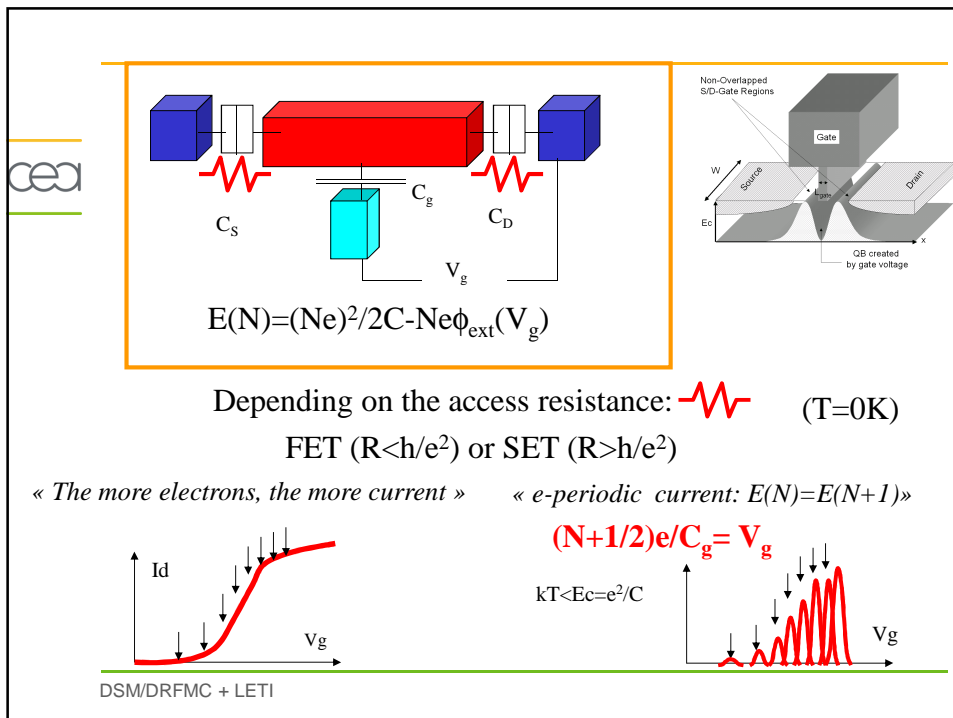 cea
C_S
C_g
C_D
V_g
E(N)=(Ne)²/2C-Neϕ_ext(V_g)
Non-Overlapped
S/D-Gate Regions
Gate
W
Source
L_gate
Drain
Ec
x
QB created
by gate voltage
Depending on the access resistance:
(T=0K)
FET (R<h/e²) or SET (R>h/e²)
« The more electrons, the more current »
« e-periodic current: E(N)=E(N+1)»
(N+1/2)e/C_g= V_g
Id
Vg
kT<Ec=e²/C
Vg
DSM/DRFMC + LETI